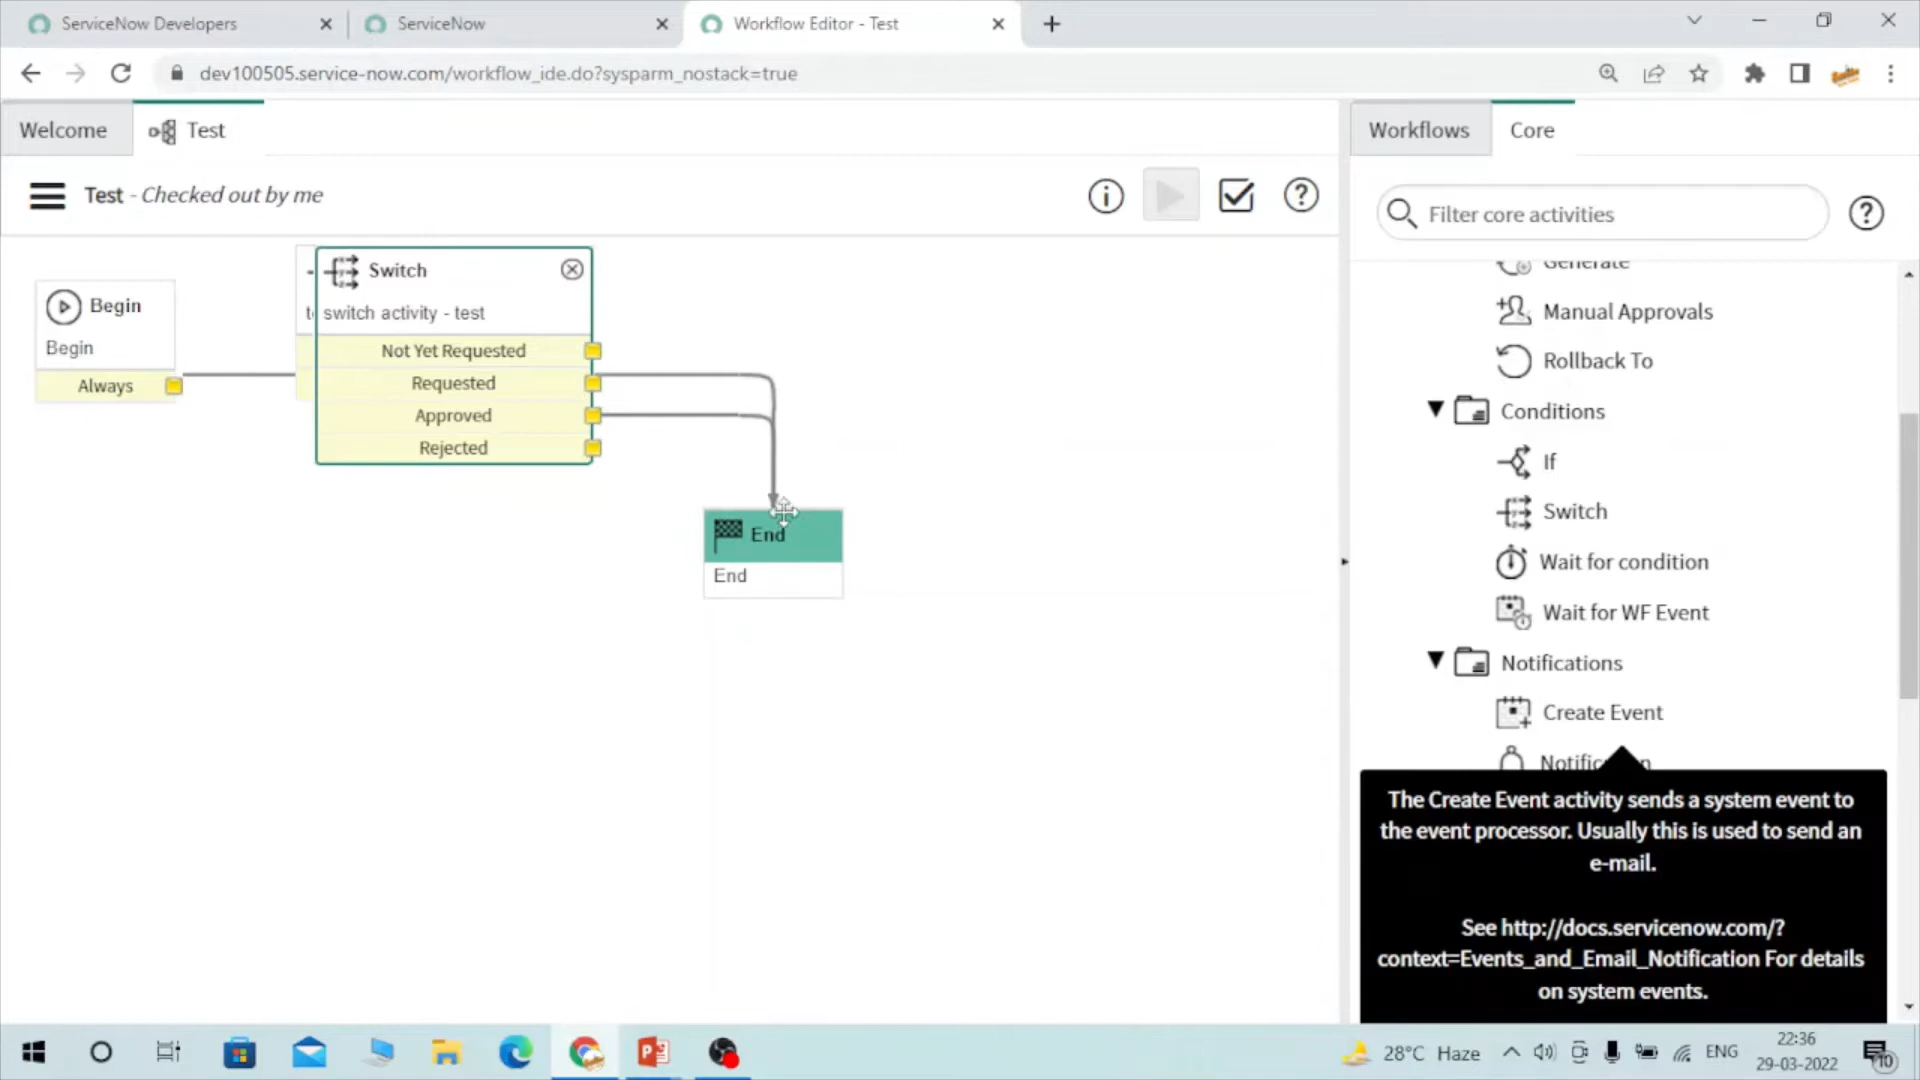 ServiceNow Developers
ServiceNow
Workflow Editor - Test
dev100505.service-now.com/workflow_ide.do?sysparm_nostack=true
Welcome
Test
Workflows
Core
Test - Checked out by me
Filter core activities
Begin
Begin
Always
Switch
switch activity - test
Not Yet Requested
Requested
Approved
Rejected
End
End
Generate
Manual Approvals
Rollback To
Conditions
If
Switch
Wait for condition
Wait for WF Event
Notifications
Create Event
The Create Event activity sends a system event to
the event processor. Usually this is used to send an
e-mail.
See http://docs.servicenow.com/?
context=Events_and_Email_Notification For details
on system events.
28°C Haze
ENG
22:36
29-03-2022
10